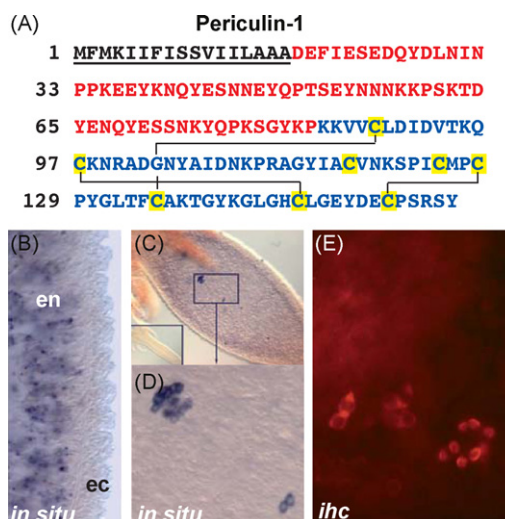 (A) Periculin-1
1 MFMKIIFISSVIILAAADEFIESEDQYDLNIN
33 PPKEEYKNQYESNNEYQPTSEYNNNKKPSKTD
65 YENQYESSNKYQPKSGYKPKKVVCLDIDVTKQ
97 CKNRADGNYAIDNKPRAGYIACVNKSPICMPC
129 PYGLTFCAKTGYKGLGHCLGEYDECPSRSY
(B) (C) (E)
en
(D)
ec
in situ in situ ihc